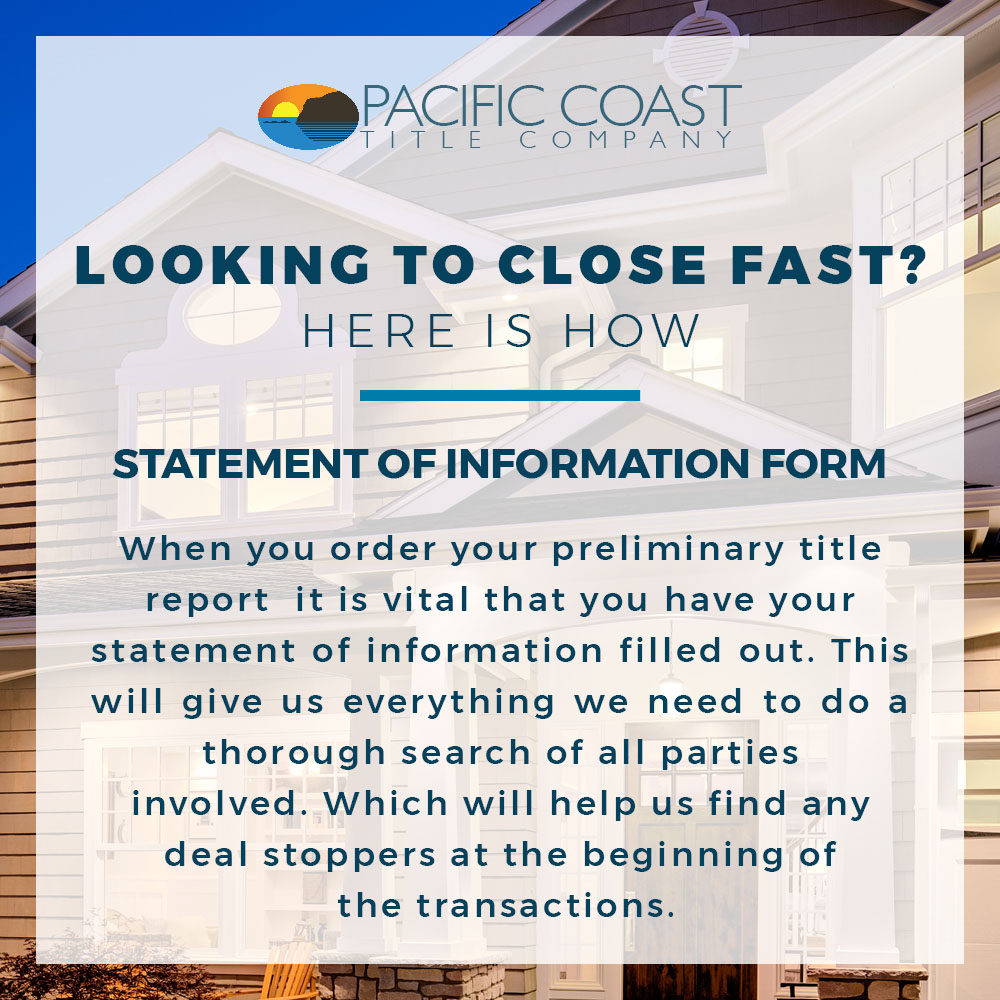 PACIFIC COAST
TITLE COMPANY
LOOKING TO CLOSE FAST?
HERE IS HOW
STATEMENT OF INFORMATION FORM
When you order your preliminary title
report  it is vital that you have your
statement of information filled out. This
will give us everything we need to do a
thorough search of all parties
involved. Which will help us find any
deal stoppers at the beginning of
the transactions.